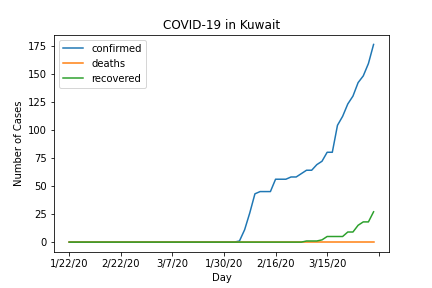 COVID-19 in Kuwait
confirmed
deaths
recovered
Number of Cases
175
150
125
100
75
50
25
0
1/22/20 2/22/20 3/7/20 1/30/20 2/16/20 3/15/20
Day